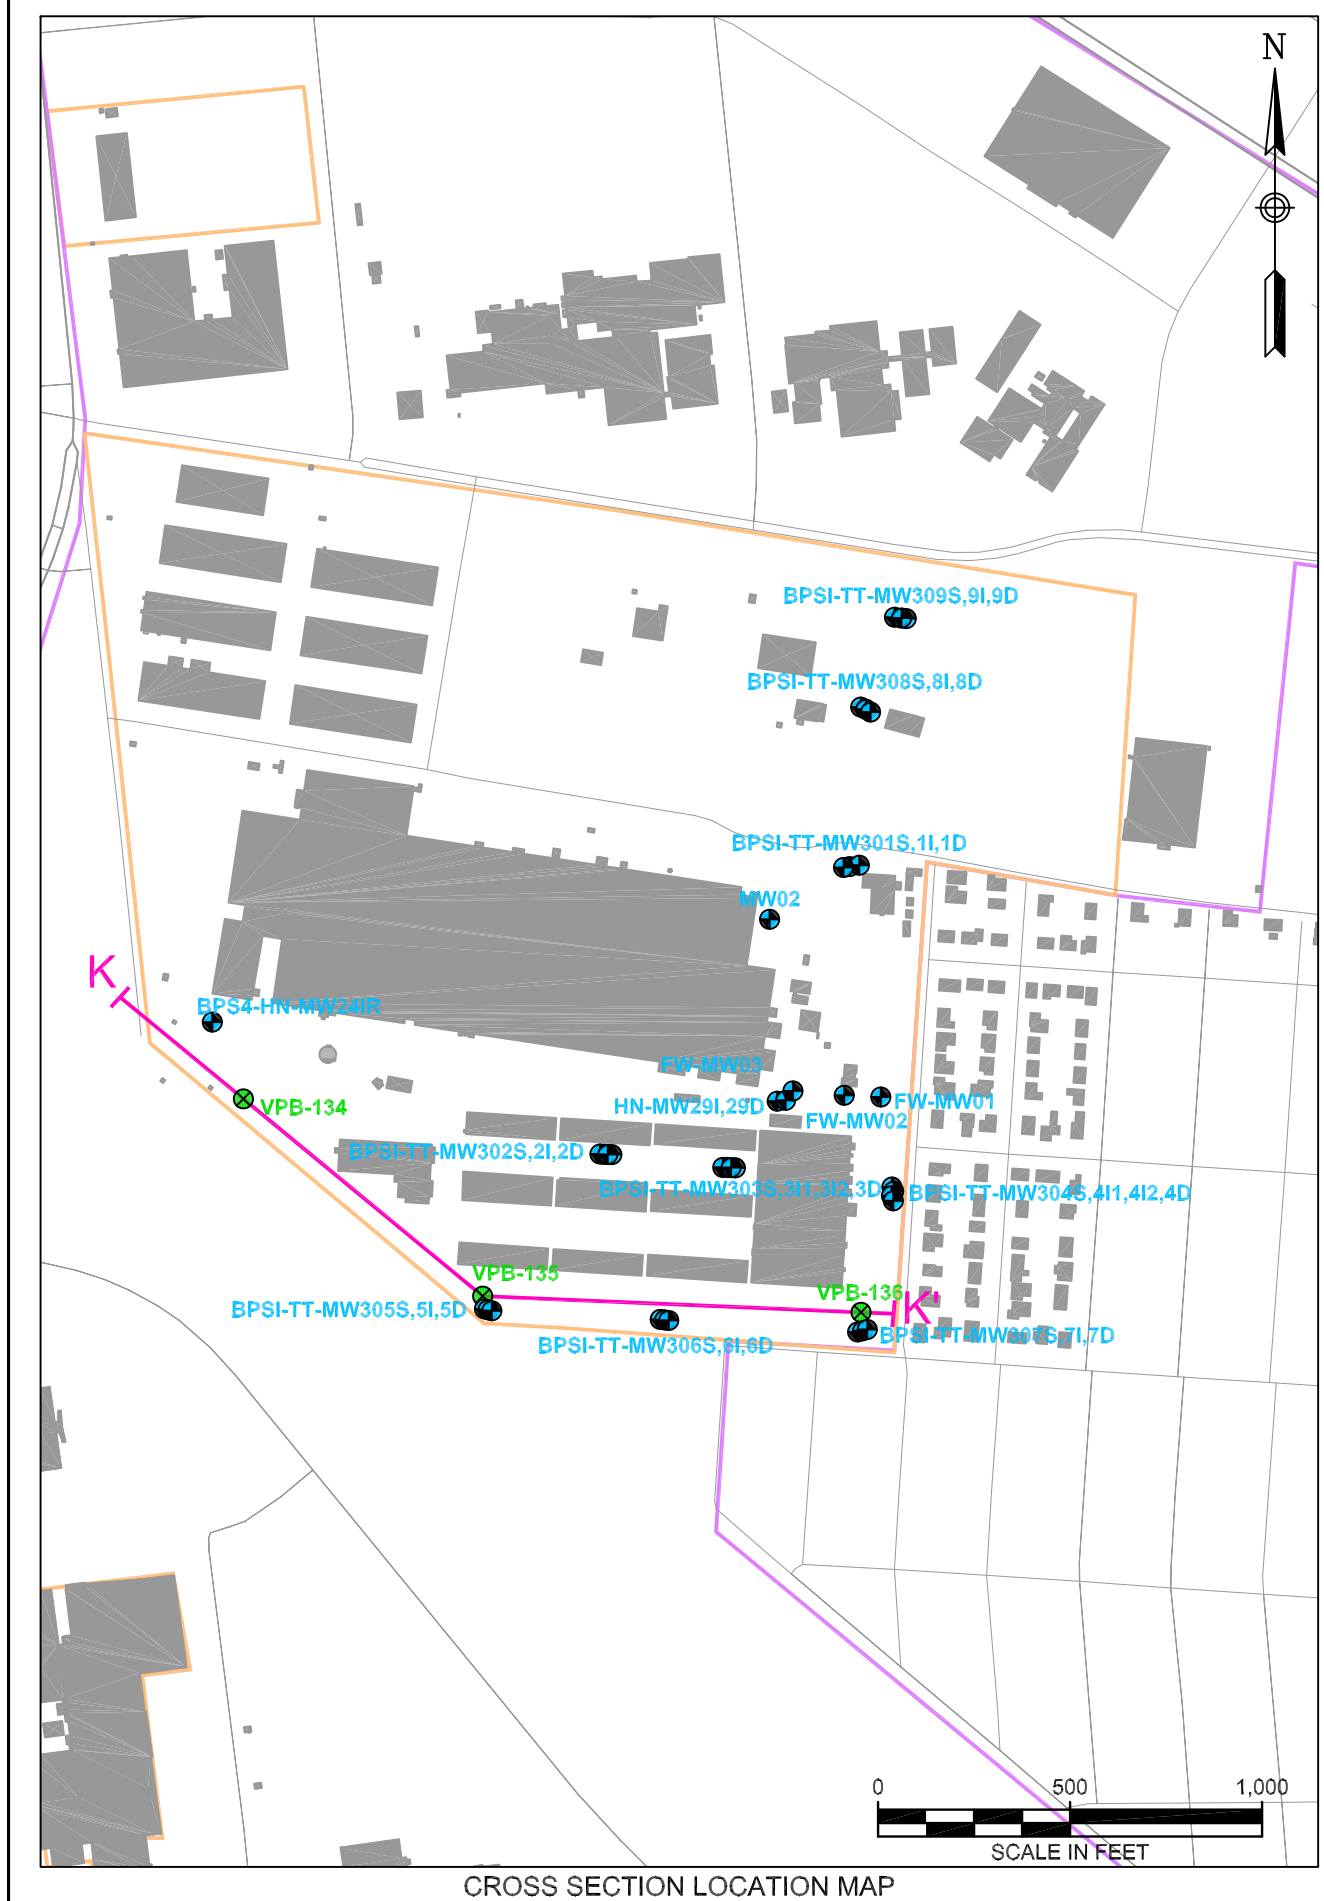 N
BPSI-TT-MW309S,9I,9D
BPSI-TT-MW308S,8I,8D
BPSI-TT-MW301S,1I,1D
MW02
K
BPS4-HN-MW24IR
FW-MW03
VPB-134
HN-MW29I,29D
FW-MW01
FW-MW02
BPSI-TT-MW302S,2I,2D
BPSI-TT-MW303S,3I1,3I2,3D
BPSI-TT-MW304S,4I1,4I2,4D
VPB-135
VPB-136
K'
BPSI-TT-MW305S,5I,5D
BPSI-TT-MW306S,6I,6D
BPSI-TT-MW307S,7I,7D
0 500 1,000
SCALE IN FEET
CROSS SECTION LOCATION MAP